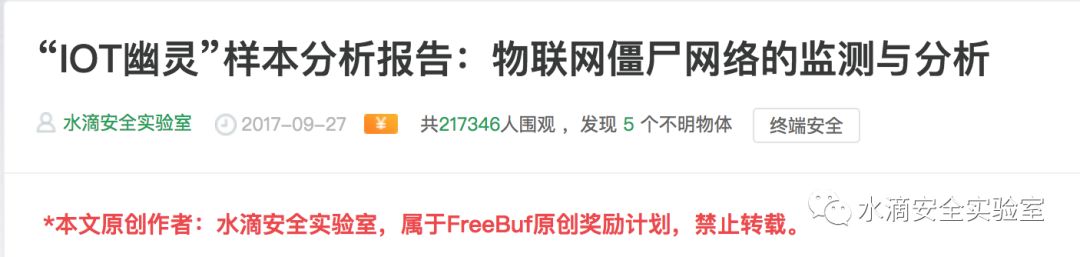 “IOT幽灵”样本分析报告：物联网僵尸网络的监测与分析
水滴安全实验室 2017-09-27 ¥ 共217346人围观 ，发现 5 个不明物体 终端安全
*本文原创作者：水滴安全实验室，属于FreeBuf原创奖励计划，禁止转载。
水滴安全实验室